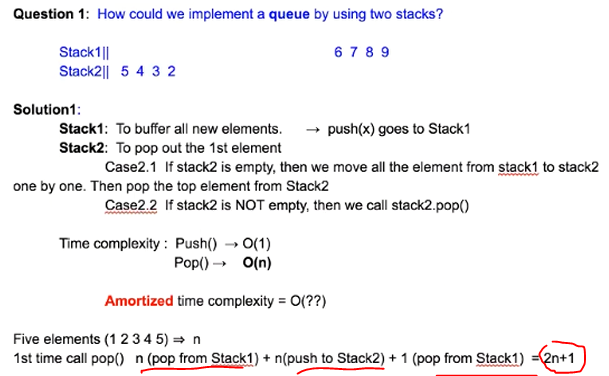 Question 1: How could we implement a queue by using two stacks?
Stack1|| 6 7 8 9
Stack2|| 5 4 3 2
Solution1:
Stack1: To buffer all new elements. → push(x) goes to Stack1
Stack2: To pop out the 1st element
Case2.1 If stack2 is empty, then we move all the element from stack1 to stack2
one by one. Then pop the top element from Stack2
Case2.2 If stack2 is NOT empty, then we call stack2.pop()
Time complexity : Push() → O(1)
Pop() → O(n)
Amortized time complexity = O(??)
Five elements (1 2 3 4 5) ⇒ n
1st time call pop() n (pop from Stack1) + n(push to Stack2) + 1 (pop from Stack1) = 2n+1